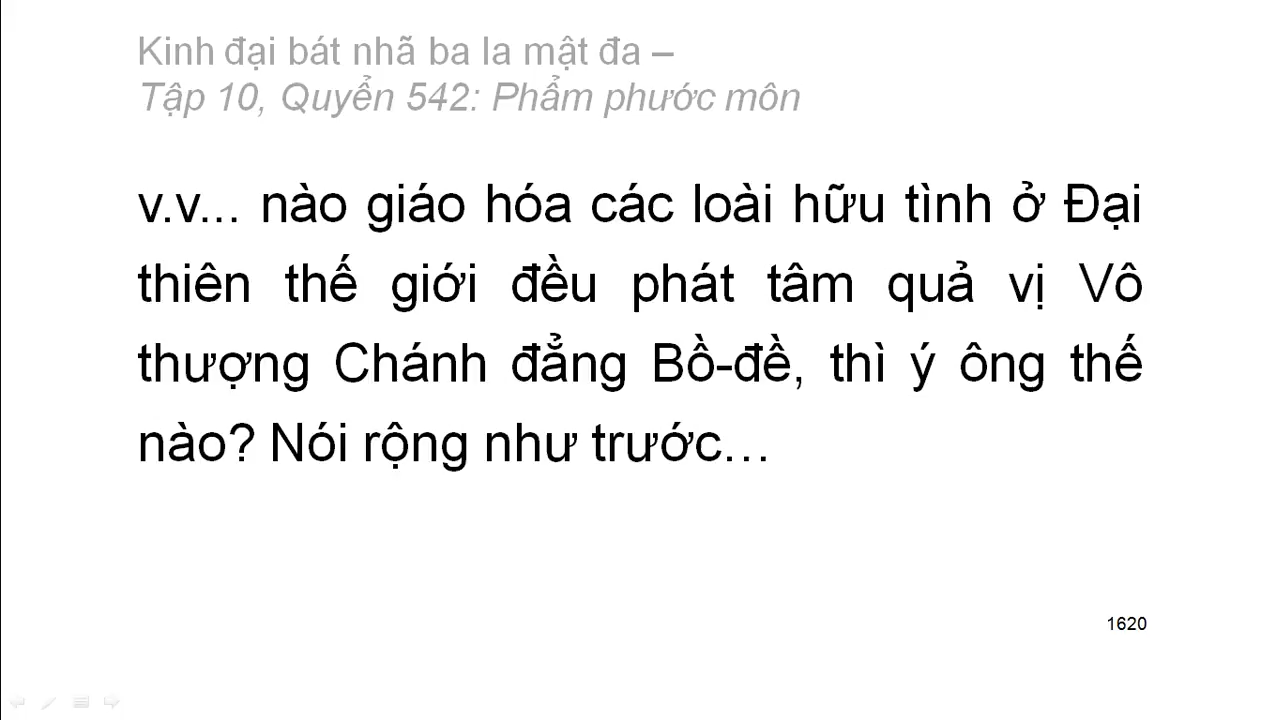 Kinh đại bát nhã ba la mật đa –
Tập 10, Quyển 542: Phẩm phước môn
v.v... nào giáo hóa các loài hữu tình ở Đại
thiên thế giới đều phát tâm quả vị Vô
thượng Chánh đẳng Bồ-đề, thì ý ông thế
nào? Nói rộng như trước…
1620